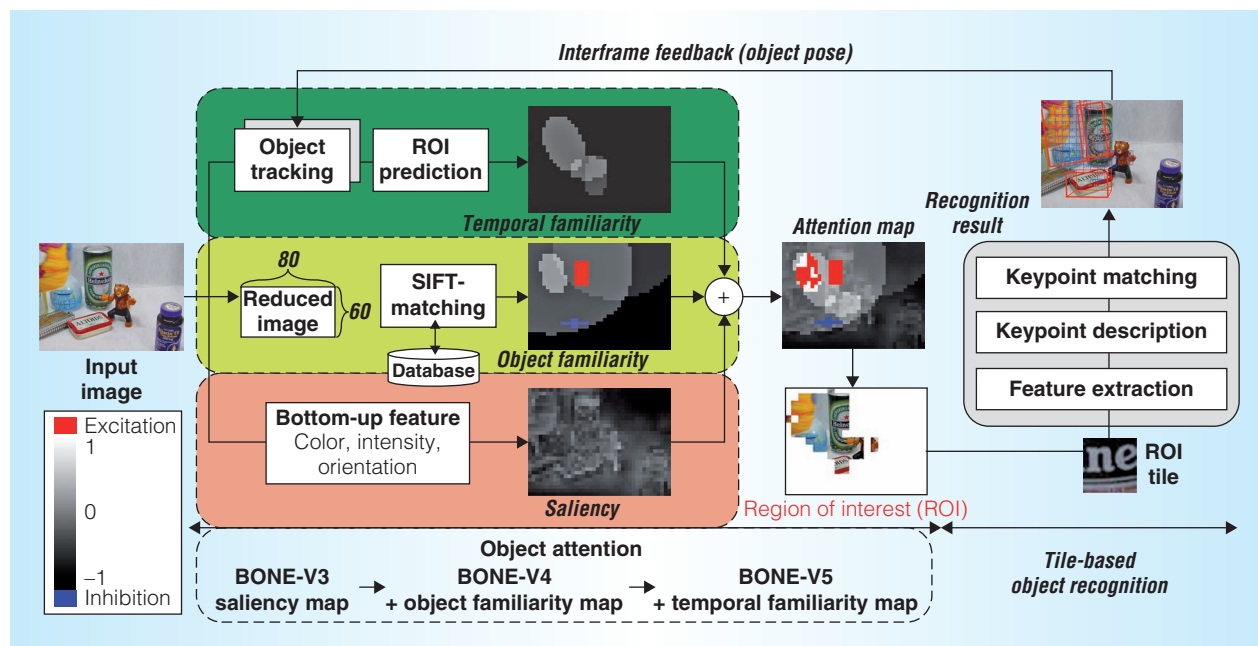 Interframe feedback (object pose)
Object
tracking
ROI
prediction
Temporal familiarity
Recognition
result
Attention map
80
Reduced
image
60
SIFT-
matching
Database
Object familiarity
+
Input
image
Keypoint matching
Keypoint description
Feature extraction
Bottom-up feature
Color, intensity,
orientation
Saliency
ROI
tile
ne
Region of interest (ROI)
Excitation
1
0
–1
Inhibition
Object attention
BONE-V3
saliency map
BONE-V4
+ object familiarity map
BONE-V5
+ temporal familiarity map
Tile-based
object recognition